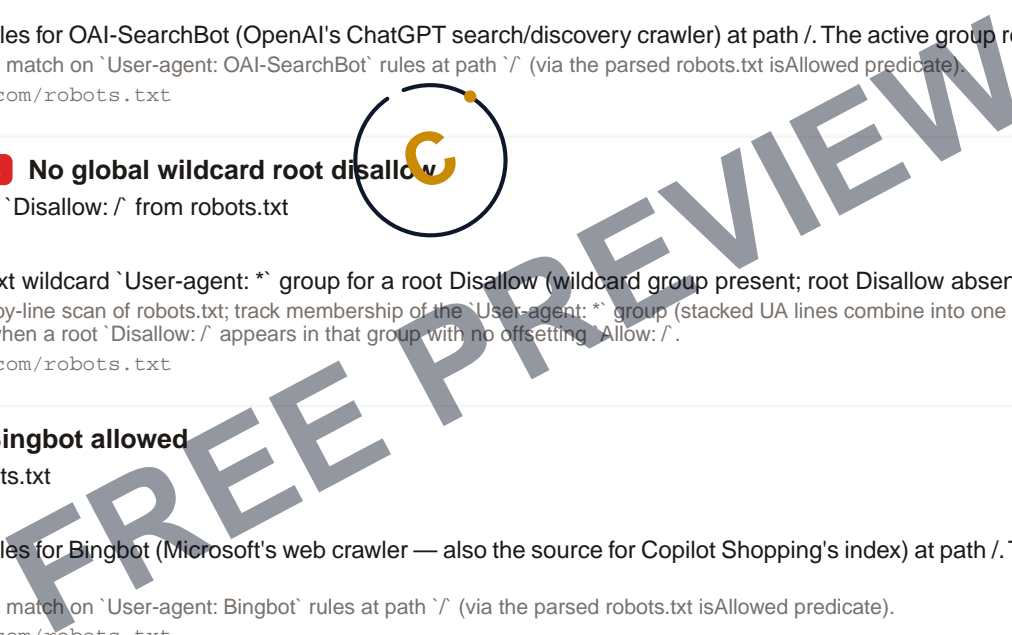 les for OAI-SearchBot (OpenAI's ChatGPT search/discovery crawler) at path /. The active group r
match on `User-agent: OAI-SearchBot` rules at path `/` (via the parsed robots.txt isAllowed predicate).
com/robots.txt
No global wildcard root disallow
C
`Disallow: /` from robots.txt
xt wildcard `User-agent: *` group for a root Disallow (wildcard group present; root Disallow absen
by-line scan of robots.txt; track membership of the `User-agent: *` group (stacked UA lines combine into one
when a root `Disallow: /` appears in that group with no offsetting `Allow: /`.
com/robots.txt
Bingbot allowed
ts.txt
les for Bingbot (Microsoft's web crawler — also the source for Copilot Shopping's index) at path /. T
match on `User-agent: Bingbot` rules at path `/` (via the parsed robots.txt isAllowed predicate).
com/robots.txt
FREE PREVIEW